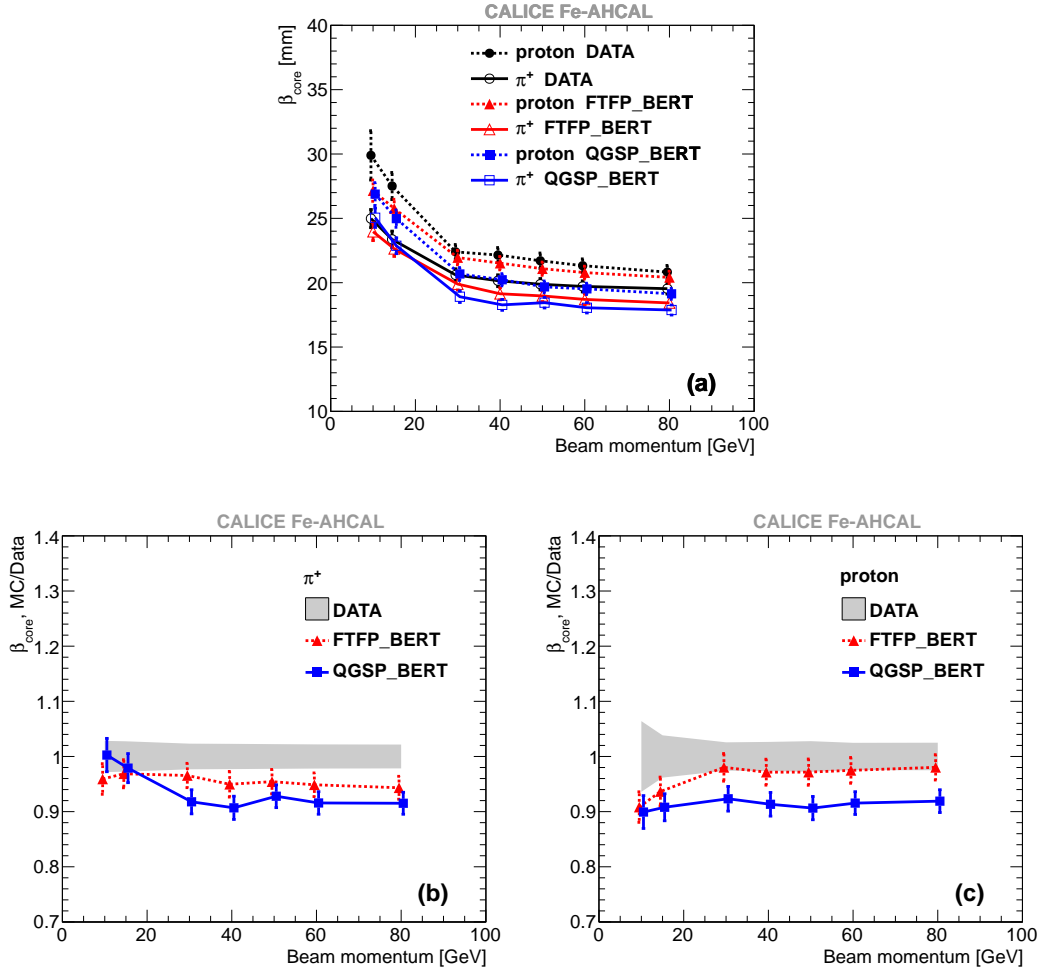 CALICE Fe-AHCAL
β_core [mm]
40
35
30
25
20
15
10
proton DATA
π⁺ DATA
proton FTFP_BERT
π⁺ FTFP_BERT
proton QGSP_BERT
π⁺ QGSP_BERT
(a)
0 20 40 60 80 100
Beam momentum [GeV]
CALICE Fe-AHCAL
β_core, MC/Data
1.4
1.3
1.2
1.1
1
0.9
0.8
0.7
π⁺
DATA
FTFP_BERT
QGSP_BERT
(b)
0 20 40 60 80 100
Beam momentum [GeV]
CALICE Fe-AHCAL
β_core, MC/Data
1.4
1.3
1.2
1.1
1
0.9
0.8
0.7
proton
DATA
FTFP_BERT
QGSP_BERT
(c)
0 20 40 60 80 100
Beam momentum [GeV]